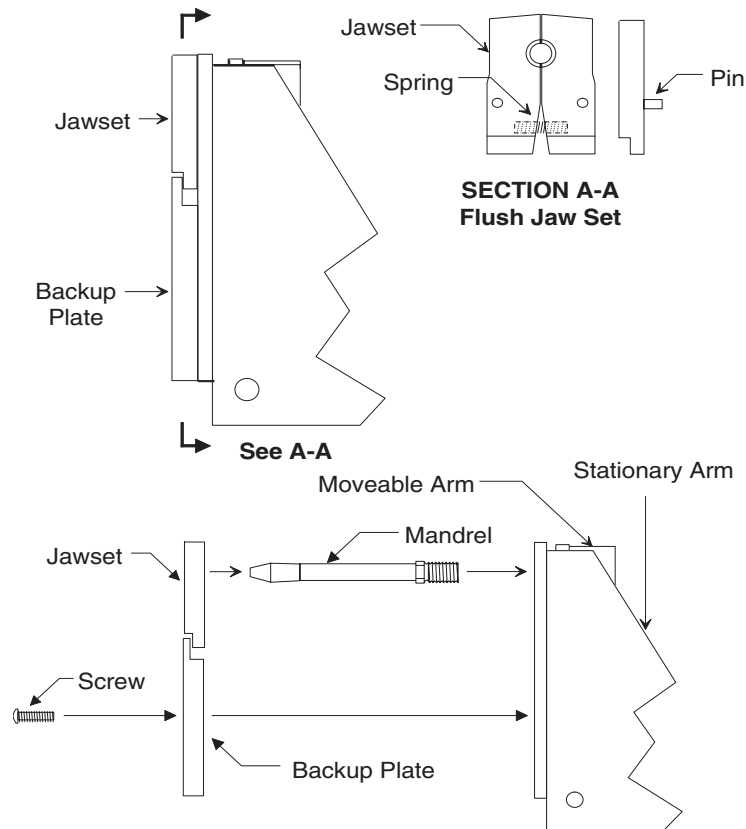 Jawset
Spring
Pin
Jawset
SECTION A-A
Flush Jaw Set
Backup
Plate
See A-A
Stationary Arm
Moveable Arm
Mandrel
Jawset
Screw
Backup Plate